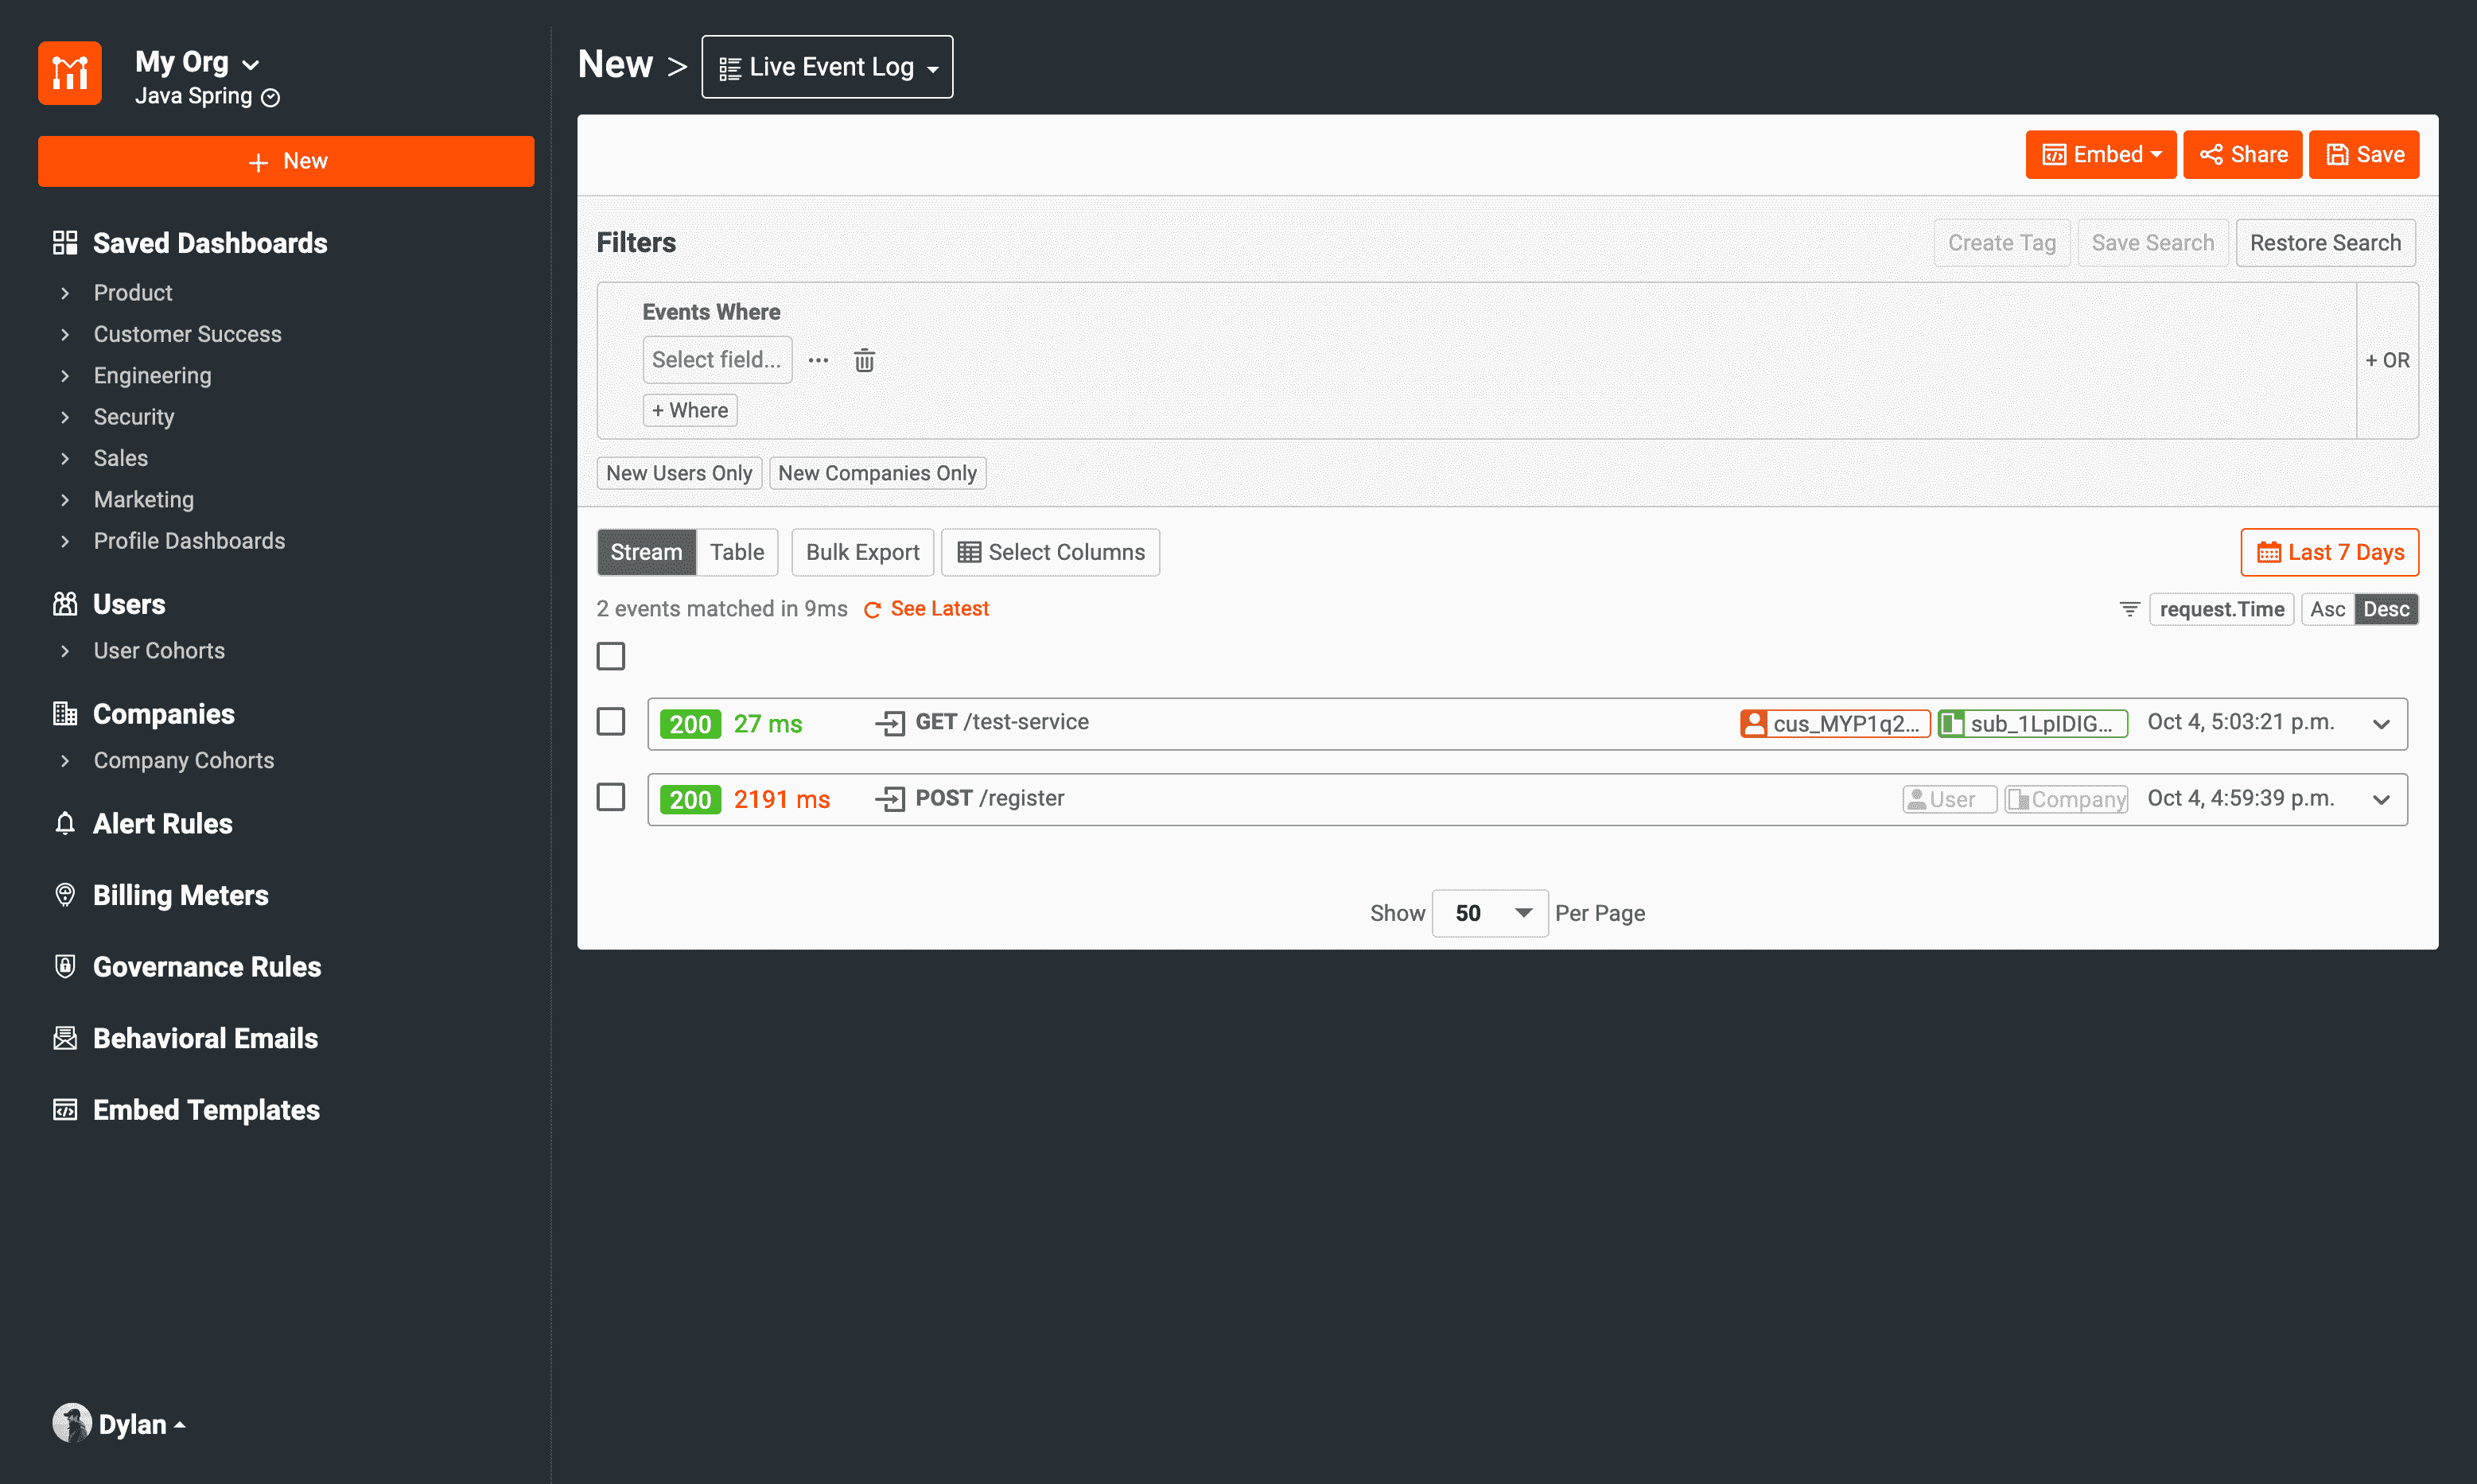 My Org
Java Spring
+ New
Saved Dashboards
Product
Customer Success
Engineering
Security
Sales
Marketing
Profile Dashboards
Users
User Cohorts
Companies
Company Cohorts
Alert Rules
Billing Meters
Governance Rules
Behavioral Emails
Embed Templates
Dylan
New > Live Event Log
Embed Share Save
Filters Create Tag Save Search Restore Search
Events Where
Select field... ...
+ Where
+ OR
New Users Only New Companies Only
Stream Table Bulk Export Select Columns Last 7 Days
2 events matched in 9ms See Latest request.Time Asc Desc
200 27 ms GET /test-service cus_MYP1q2... sub_1LpIDIG... Oct 4, 5:03:21 p.m.
200 2191 ms POST /register User Company Oct 4, 4:59:39 p.m.
Show 50 Per Page